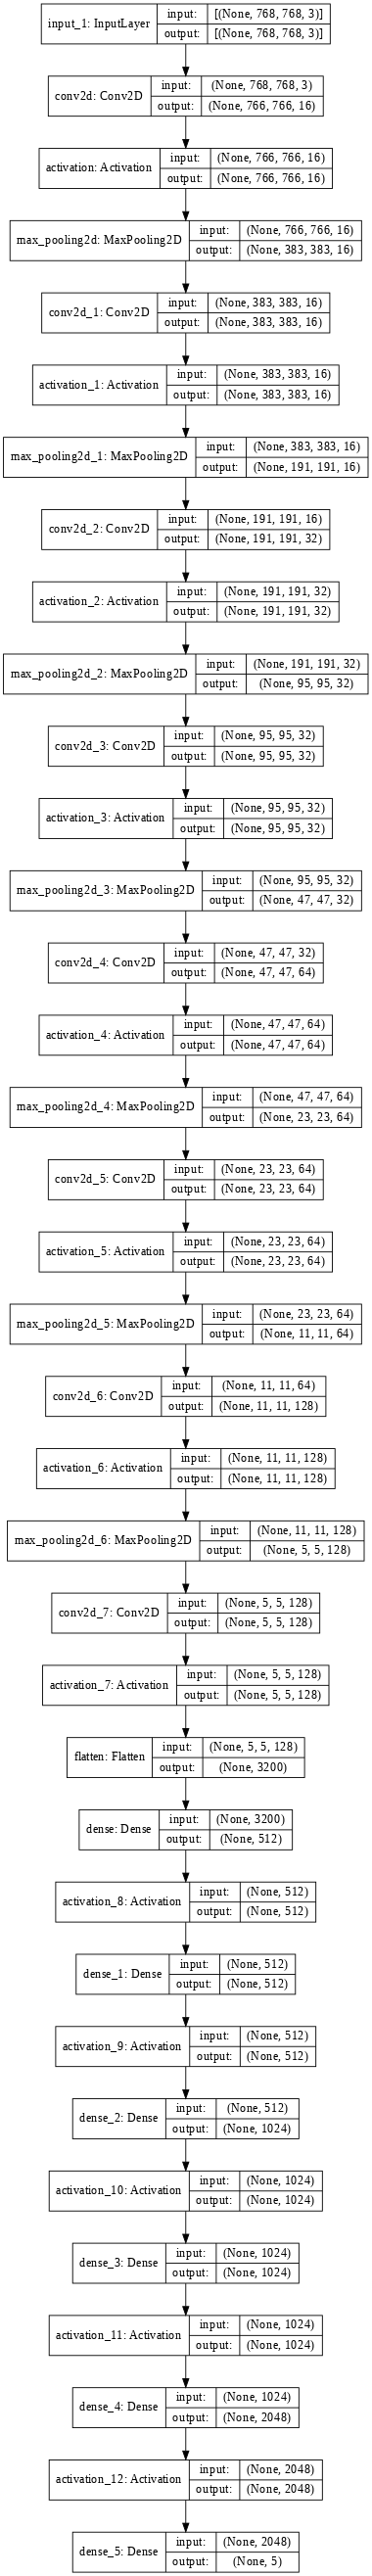 input_1: InputLayer input: [(None, 768, 768, 3)]
output: [(None, 768, 768, 3)]
conv2d: Conv2D input: (None, 768, 768, 3)
output: (None, 766, 766, 16)
activation: Activation input: (None, 766, 766, 16)
output: (None, 766, 766, 16)
max_pooling2d: MaxPooling2D input: (None, 766, 766, 16)
output: (None, 383, 383, 16)
conv2d_1: Conv2D input: (None, 383, 383, 16)
output: (None, 383, 383, 16)
activation_1: Activation input: (None, 383, 383, 16)
output: (None, 383, 383, 16)
max_pooling2d_1: MaxPooling2D input: (None, 383, 383, 16)
output: (None, 191, 191, 16)
conv2d_2: Conv2D input: (None, 191, 191, 16)
output: (None, 191, 191, 32)
activation_2: Activation input: (None, 191, 191, 32)
output: (None, 191, 191, 32)
max_pooling2d_2: MaxPooling2D input: (None, 191, 191, 32)
output: (None, 95, 95, 32)
conv2d_3: Conv2D input: (None, 95, 95, 32)
output: (None, 95, 95, 32)
activation_3: Activation input: (None, 95, 95, 32)
output: (None, 95, 95, 32)
max_pooling2d_3: MaxPooling2D input: (None, 95, 95, 32)
output: (None, 47, 47, 32)
conv2d_4: Conv2D input: (None, 47, 47, 32)
output: (None, 47, 47, 64)
activation_4: Activation input: (None, 47, 47, 64)
output: (None, 47, 47, 64)
max_pooling2d_4: MaxPooling2D input: (None, 47, 47, 64)
output: (None, 23, 23, 64)
conv2d_5: Conv2D input: (None, 23, 23, 64)
output: (None, 23, 23, 64)
activation_5: Activation input: (None, 23, 23, 64)
output: (None, 23, 23, 64)
max_pooling2d_5: MaxPooling2D input: (None, 23, 23, 64)
output: (None, 11, 11, 64)
conv2d_6: Conv2D input: (None, 11, 11, 64)
output: (None, 11, 11, 128)
activation_6: Activation input: (None, 11, 11, 128)
output: (None, 11, 11, 128)
max_pooling2d_6: MaxPooling2D input: (None, 11, 11, 128)
output: (None, 5, 5, 128)
conv2d_7: Conv2D input: (None, 5, 5, 128)
output: (None, 5, 5, 128)
activation_7: Activation input: (None, 5, 5, 128)
output: (None, 5, 5, 128)
flatten: Flatten input: (None, 5, 5, 128)
output: (None, 3200)
dense: Dense input: (None, 3200)
output: (None, 512)
activation_8: Activation input: (None, 512)
output: (None, 512)
dense_1: Dense input: (None, 512)
output: (None, 512)
activation_9: Activation input: (None, 512)
output: (None, 512)
dense_2: Dense input: (None, 512)
output: (None, 1024)
activation_10: Activation input: (None, 1024)
output: (None, 1024)
dense_3: Dense input: (None, 1024)
output: (None, 1024)
activation_11: Activation input: (None, 1024)
output: (None, 1024)
dense_4: Dense input: (None, 1024)
output: (None, 2048)
activation_12: Activation input: (None, 2048)
output: (None, 2048)
dense_5: Dense input: (None, 2048)
output: (None, 5)